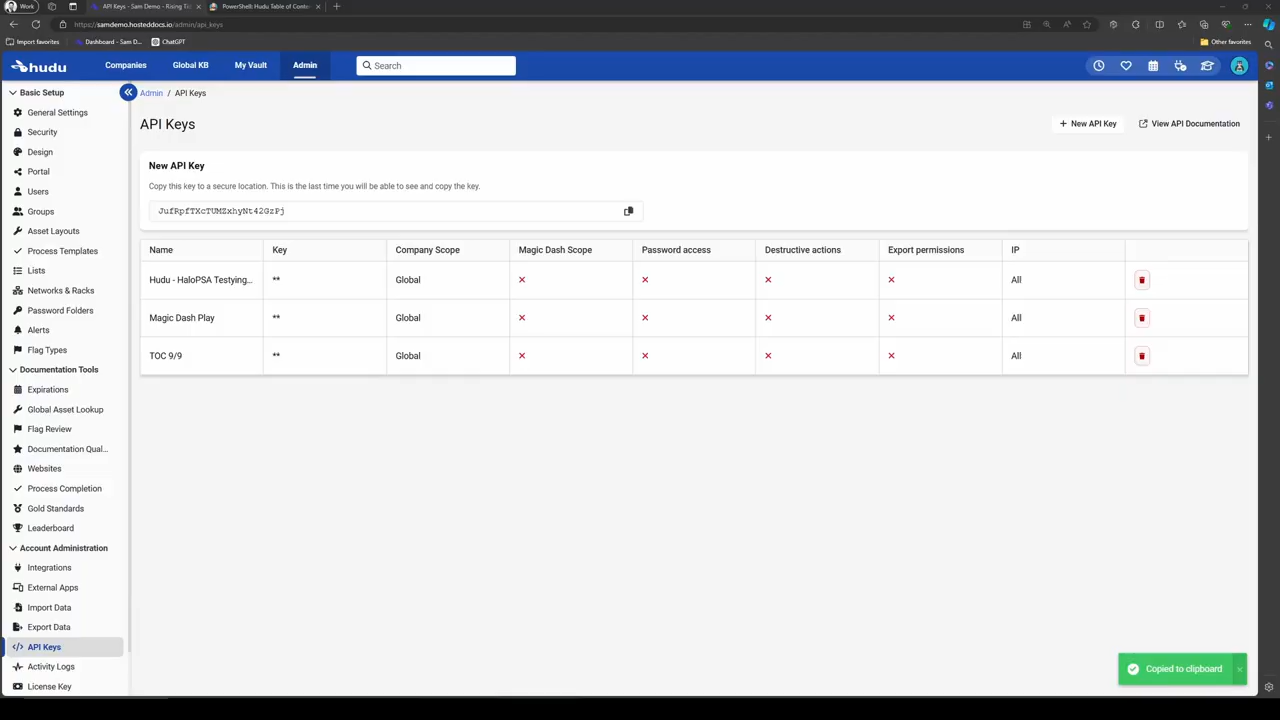 Work
API Keys - Sam Demo - Rising Ti
PowerShell: Hudu Table of Conte
https://samdemo.hosteddocs.io/admin/api_keys
Import favorites
Dashboard - Sam D...
ChatGPT
Other favorites
hudu
Companies
Global KB
My Vault
Admin
Search
Basic Setup
General Settings
Security
Design
Portal
Users
Groups
Asset Layouts
Process Templates
Lists
Networks & Racks
Password Folders
Alerts
Flag Types
Documentation Tools
Expirations
Global Asset Lookup
Flag Review
Documentation Qual...
Websites
Process Completion
Gold Standards
Leaderboard
Account Administration
Integrations
External Apps
Import Data
Export Data
API Keys
Activity Logs
License Key
Admin / API Keys
API Keys
New API Key
View API Documentation
New API Key
Copy this key to a secure location. This is the last time you will be able to see and copy the key.
JufRpfTXcTUMZxhyNt42GzPj
Name Key Company Scope Magic Dash Scope Password access Destructive actions Export permissions IP
Hudu - HaloPSA Testying... ** Global All
Magic Dash Play ** Global All
TOC 9/9 ** Global All
Copied to clipboard